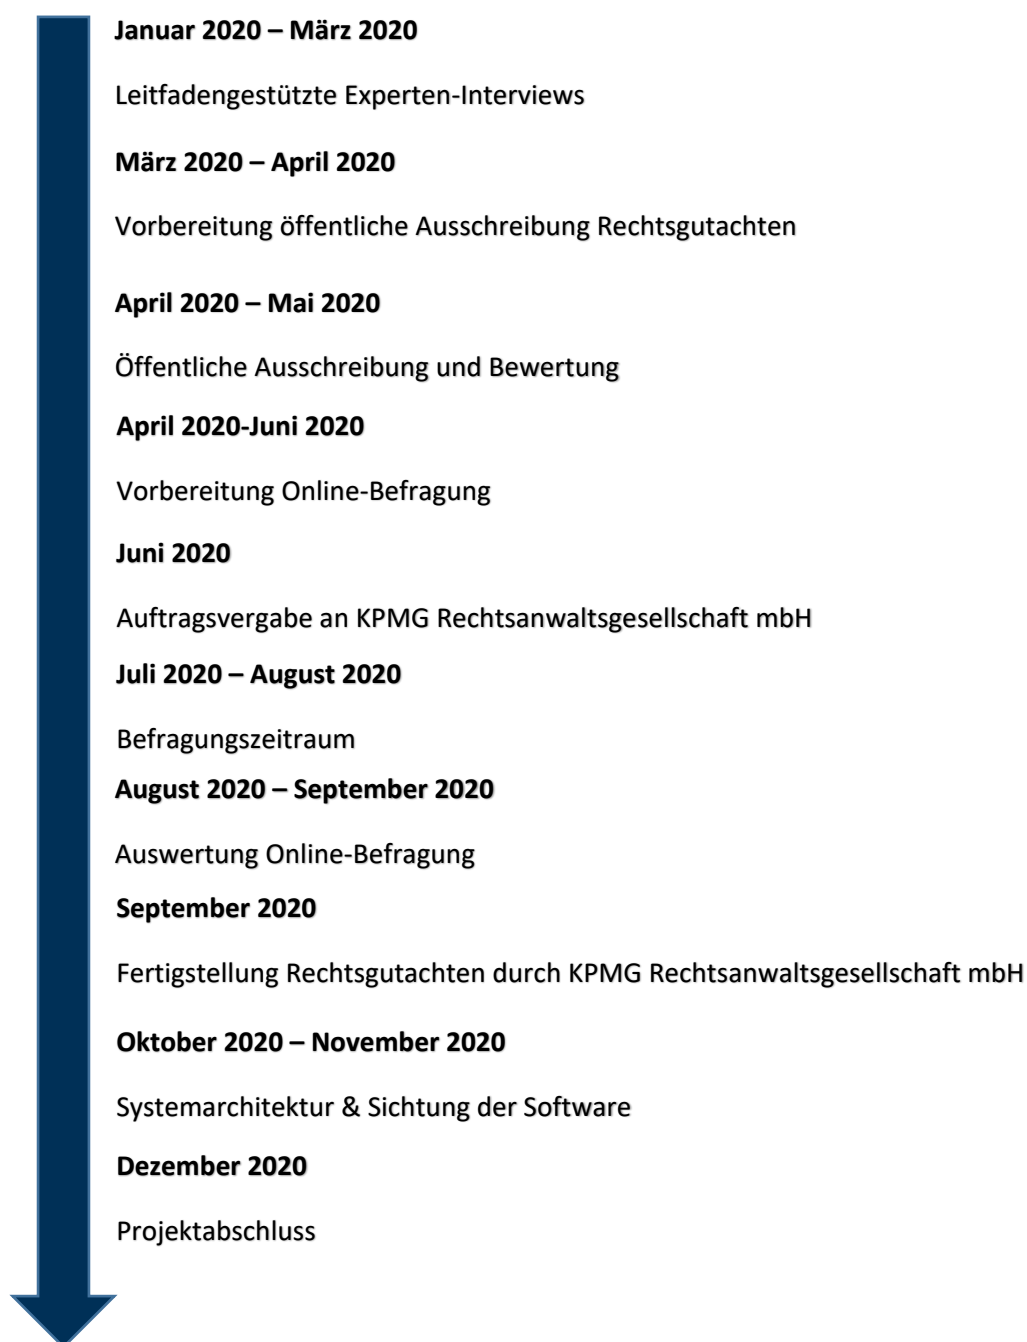 Januar 2020 – März 2020
Leitfadengestützte Experten-Interviews
März 2020 – April 2020
Vorbereitung öffentliche Ausschreibung Rechtsgutachten
April 2020 – Mai 2020
Öffentliche Ausschreibung und Bewertung
April 2020-Juni 2020
Vorbereitung Online-Befragung
Juni 2020
Auftragsvergabe an KPMG Rechtsanwaltsgesellschaft mbH
Juli 2020 – August 2020
Befragungszeitraum
August 2020 – September 2020
Auswertung Online-Befragung
September 2020
Fertigstellung Rechtsgutachten durch KPMG Rechtsanwaltsgesellschaft mbH
Oktober 2020 – November 2020
Systemarchitektur & Sichtung der Software
Dezember 2020
Projektabschluss